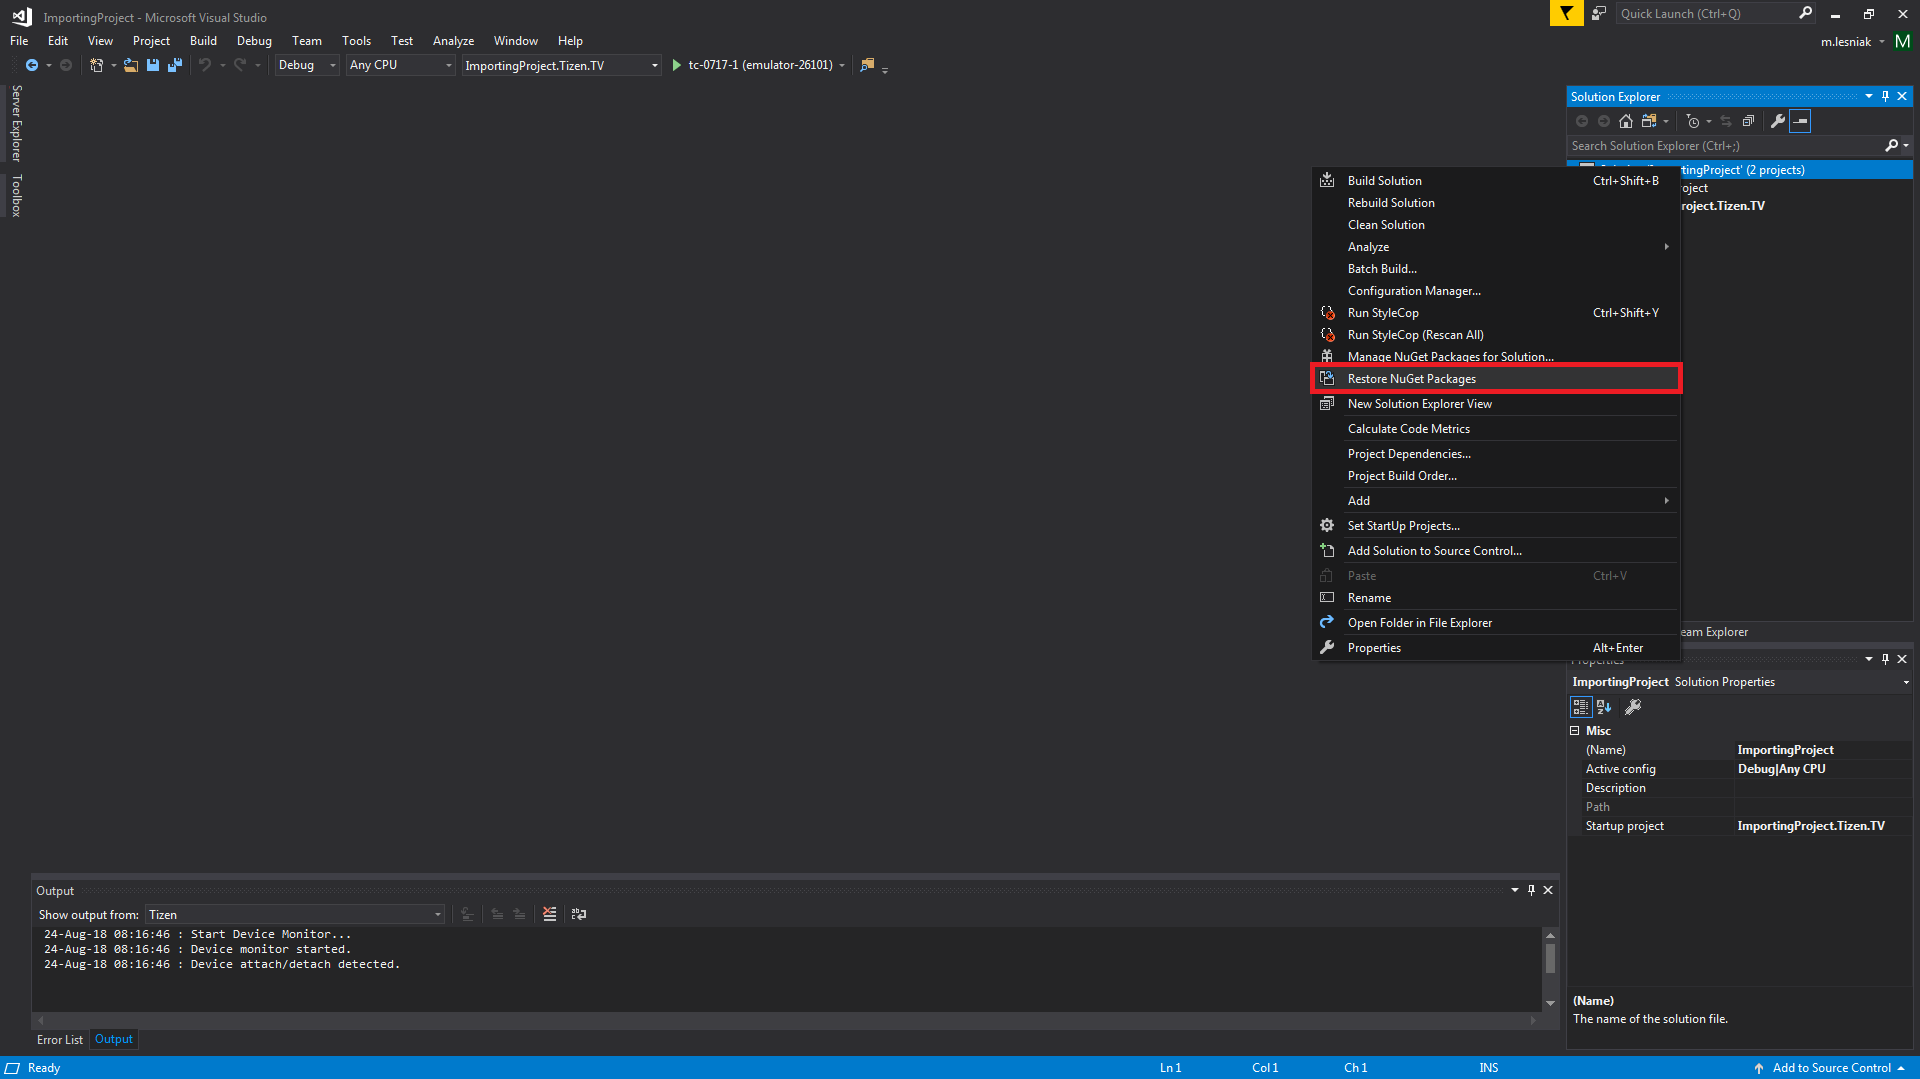 ImportingProject - Microsoft Visual Studio
Quick Launch (Ctrl+Q)
File Edit View Project Build Debug Team Tools Test Analyze Window Help
m.lesniak M
Debug Any CPU ImportingProject.Tizen.TV tc-0717-1 (emulator-26101)
Server Explorer
Toolbox
Solution Explorer
Search Solution Explorer (Ctrl+;)
tingProject' (2 projects)
oject
roject.Tizen.TV
Build Solution Ctrl+Shift+B
Rebuild Solution
Clean Solution
Analyze
Batch Build...
Configuration Manager...
Run StyleCop Ctrl+Shift+Y
Run StyleCop (Rescan All)
Manage NuGet Packages for Solution...
Restore NuGet Packages
New Solution Explorer View
Calculate Code Metrics
Project Dependencies...
Project Build Order...
Add
Set StartUp Projects...
Add Solution to Source Control...
Paste Ctrl+V
Rename
Open Folder in File Explorer
Properties Alt+Enter
eam Explorer
Properties
ImportingProject Solution Properties
Misc
(Name) ImportingProject
Active config Debug|Any CPU
Description
Path
Startup project ImportingProject.Tizen.TV
(Name)
The name of the solution file.
Output
Show output from: Tizen
24-Aug-18 08:16:46 : Start Device Monitor...
24-Aug-18 08:16:46 : Device monitor started.
24-Aug-18 08:16:46 : Device attach/detach detected.
Error List Output
Ready Ln 1 Col 1 Ch 1 INS Add to Source Control